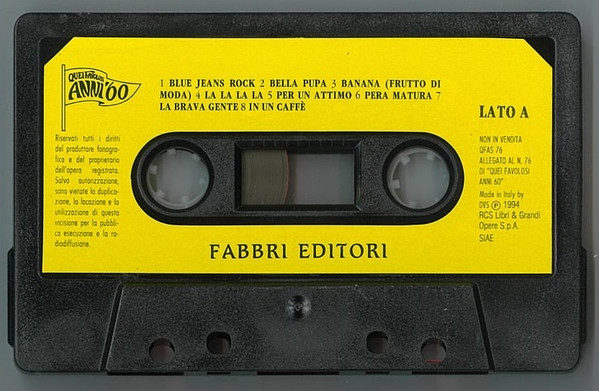 QUEI FAVOLOSI
ANNI '60
1 BLUE JEANS ROCK 2 BELLA PUPA 3 BANANA (FRUTTO DI
MODA) 4 LA LA LA LA 5 PER UN ATTIMO 6 PERA MATURA 7
LA BRAVA GENTE 8 IN UN CAFFÈ
LATO A
Riservati tutti i diritti
del produttore fonogra-
fico e del proprietario
dell'opera registrata.
Salvo autorizzazione,
sono vietate la duplica-
zione, la locazione e la
utilizzazione di questa
incisione per la pubbli-
ca esecuzione e la ra-
diodiffusione.
NON IN VENDITA
QFAS 76
ALLEGATO AL N. 76
DI "QUEI FAVOLOSI
ANNI 60"
Made in Italy by
DVS Ⓟ 1994
RCS Libri & Grandi
Opere S.p.A.
SIAE
FABBRI EDITORI